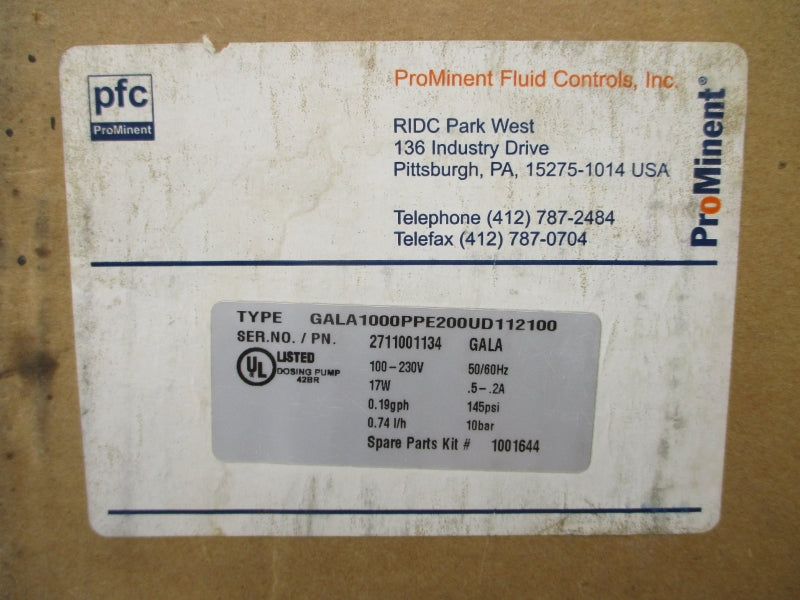 pfc
ProMinent
ProMinent Fluid Controls, Inc.
RIDC Park West
136 Industry Drive
Pittsburgh, PA, 15275-1014 USA
Telephone (412) 787-2484
Telefax (412) 787-0704
ProMinent®
TYPE GALA1000PPE200UD112100
SER.NO. / PN. 2711001134 GALA
UL LISTED
DOSING PUMP
42BR
100-230V 50/60Hz
17W .5-.2A
0.19gph 145psi
0.74 l/h 10bar
Spare Parts Kit # 1001644